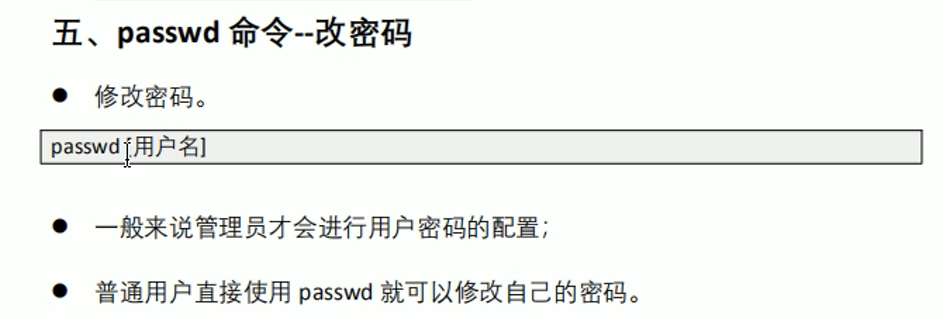 五、passwd 命令--改密码
● 修改密码。
passwd [用户名]
● 一般来说管理员才会进行用户密码的配置；
● 普通用户直接使用 passwd 就可以修改自己的密码。